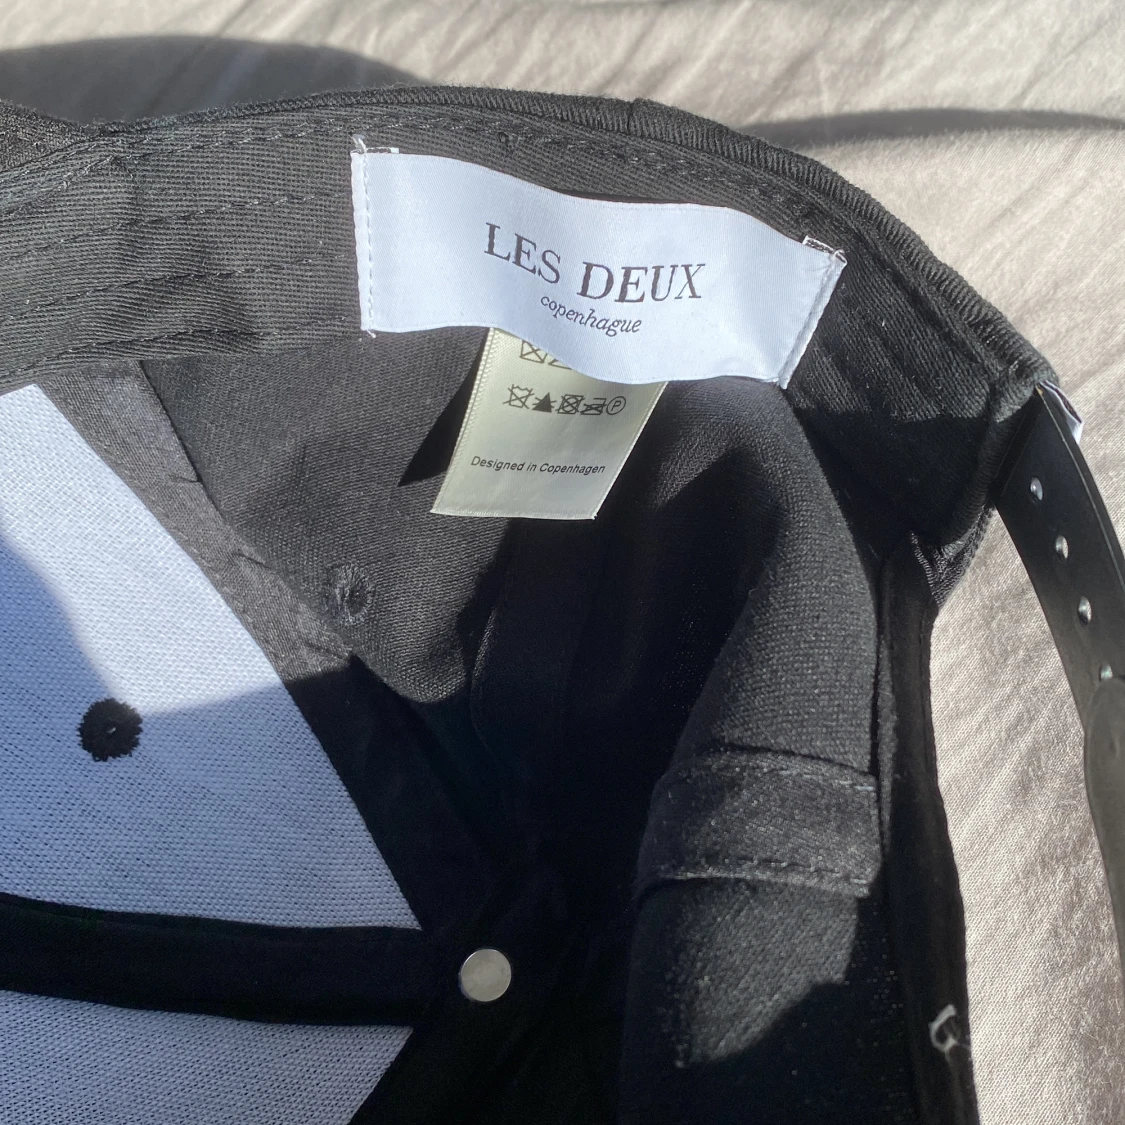 LES DEUX
copenhague
P
Designed in Copenhagen